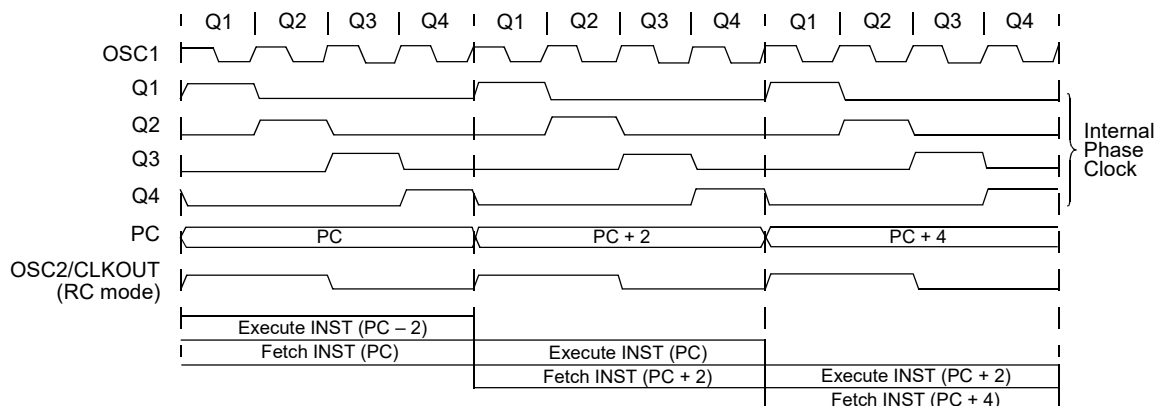 Q1 Q2 Q3 Q4 Q1 Q2 Q3 Q4 Q1 Q2 Q3 Q4
OSC1
Q1
Q2
Q3
Q4
Internal
Phase
Clock
PC
PC
PC + 2
PC + 4
OSC2/CLKOUT
(RC mode)
Execute INST (PC – 2)
Fetch INST (PC)
Execute INST (PC)
Fetch INST (PC + 2)
Execute INST (PC + 2)
Fetch INST (PC + 4)